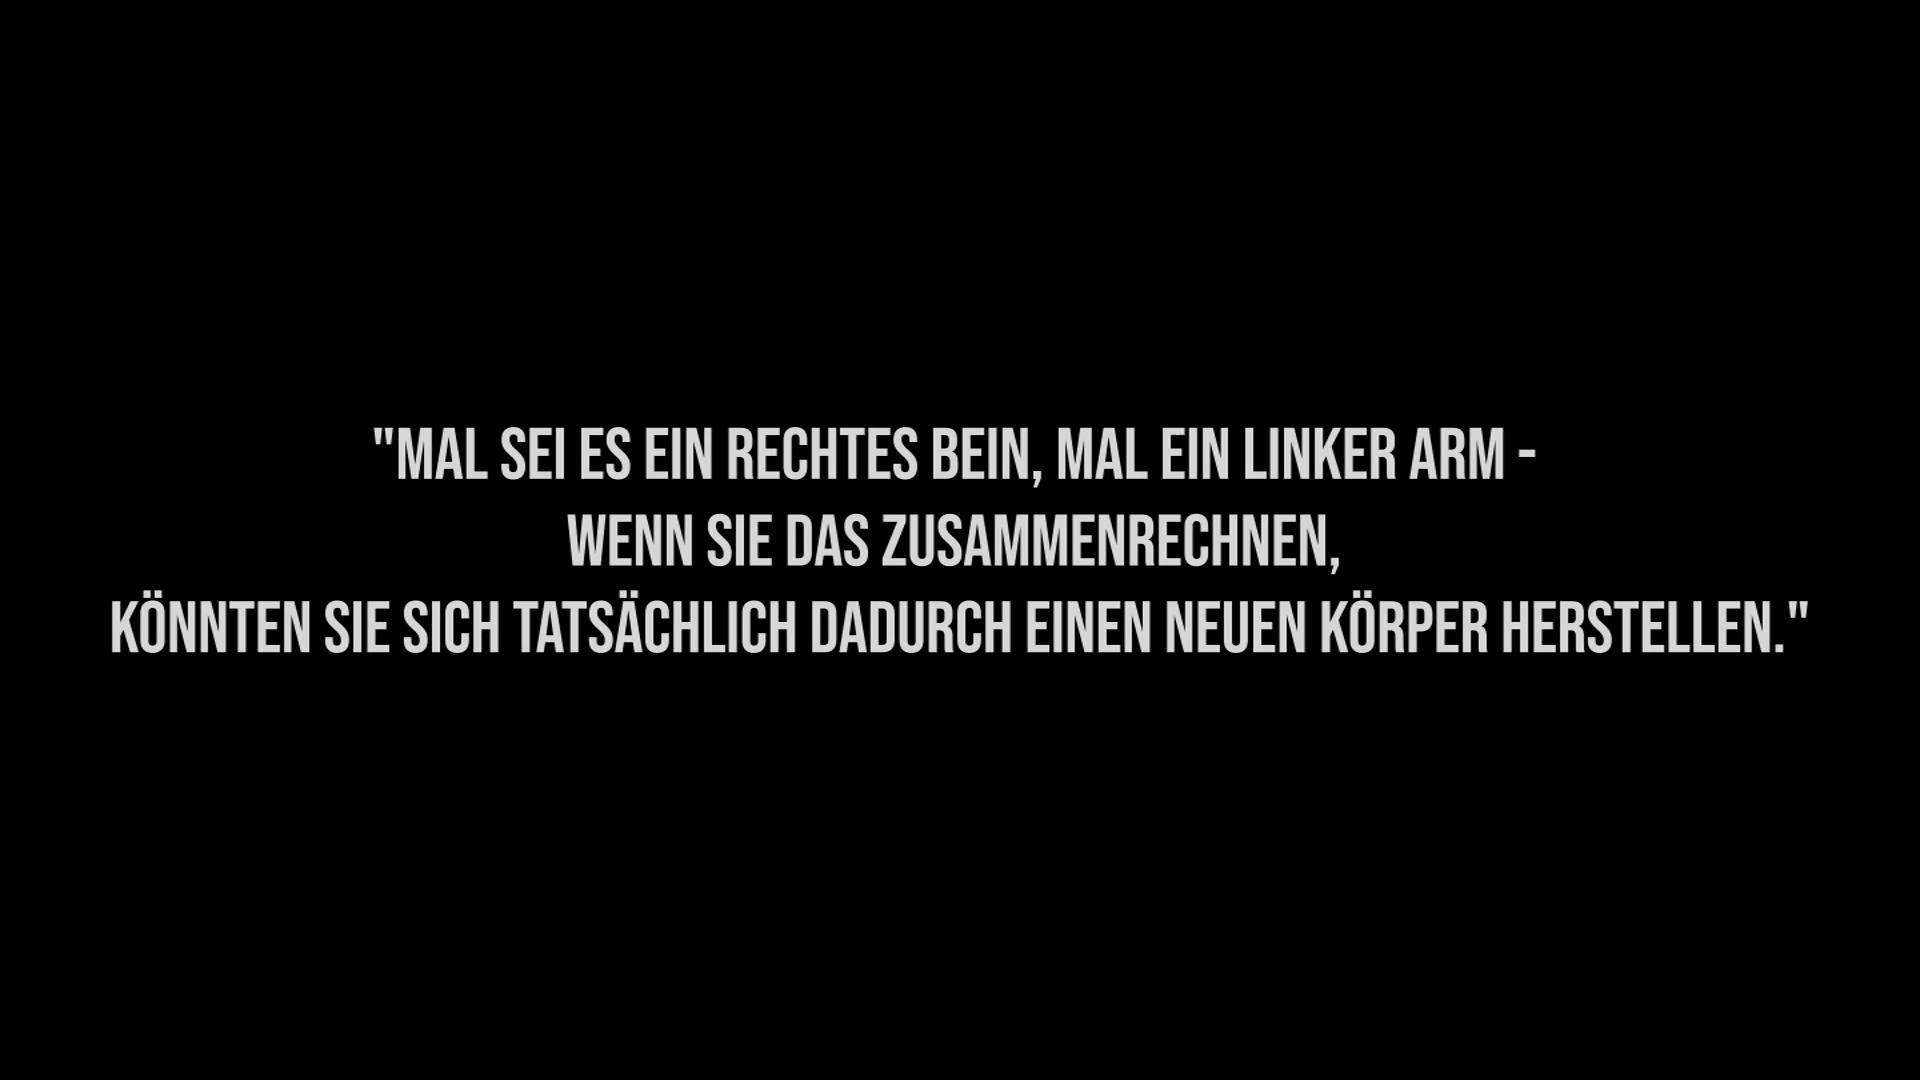 "MAL SEI ES EIN RECHTES BEIN, MAL EIN LINKER ARM -
WENN SIE DAS ZUSAMMENRECHNEN,
KÖNNTEN SIE SICH TATSÄCHLICH DADURCH EINEN NEUEN KÖRPER HERSTELLEN."